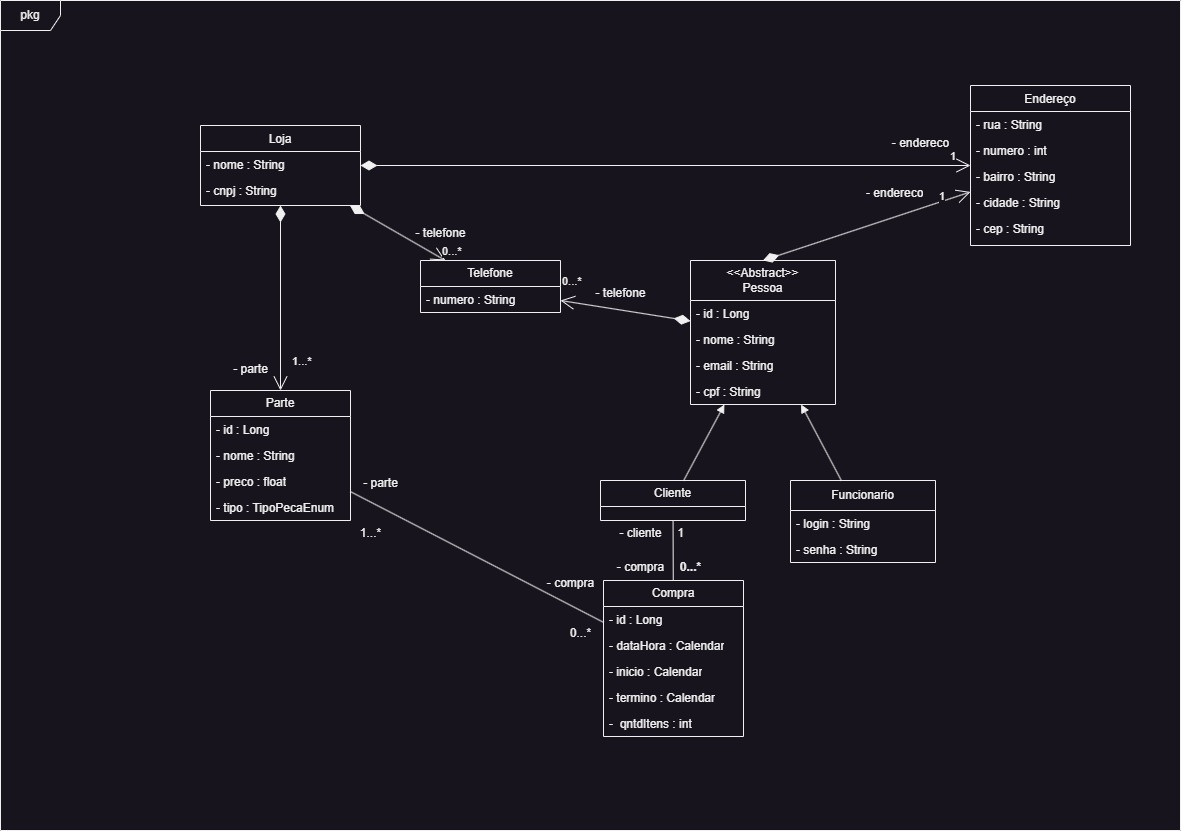 pkg
Endereço
- rua : String
- numero : int
- bairro : String
- cidade : String
- cep : String
Loja
- nome : String
- cnpj : String
- endereco
1
- endereco
1
- telefone
0...*
Telefone
- numero : String
0...*
- telefone
<<Abstract>>
Pessoa
- id : Long
- nome : String
- email : String
- cpf : String
- parte
1...*
Parte
- id : Long
- nome : String
- preco : float
- tipo : TipoPecaEnum
- parte
1...*
Cliente
Funcionario
- login : String
- senha : String
- cliente
1
- compra
0...*
- compra
0...*
Compra
- id : Long
- dataHora : Calendar
- inicio : Calendar
- termino : Calendar
- qntdItens : int